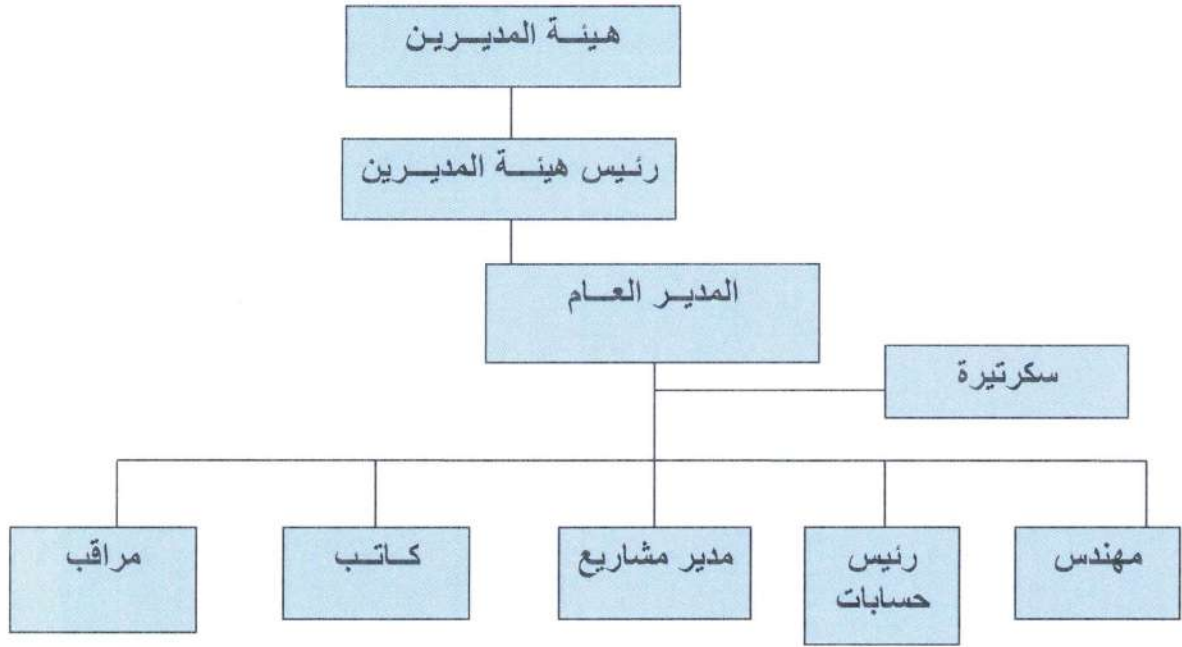 هيئة المديرين
رئيس هيئة المديرين
المدير العام
سكرتيرة
مهندس
رئيس
حسابات
مدير مشاريع
كاتب
مراقب